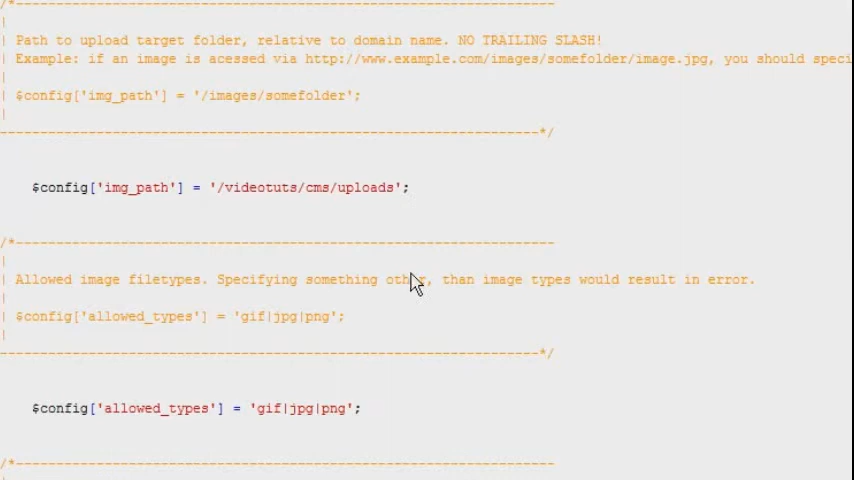 /*-------------------------------------------------------------------
|
| Path to upload target folder, relative to domain name. NO TRAILING SLASH!
| Example: if an image is acessed via http://www.example.com/images/somefolder/image.jpg, you should speci
|
| $config['img_path'] = '/images/somefolder';
|
-------------------------------------------------------------------*/
$config['img_path'] = '/videotuts/cms/uploads';
/*-------------------------------------------------------------------
|
| Allowed image filetypes. Specifying something other, than image types would result in error.
|
| $config['allowed_types'] = 'gif|jpg|png';
|
-------------------------------------------------------------------*/
$config['allowed_types'] = 'gif|jpg|png';
/*-------------------------------------------------------------------